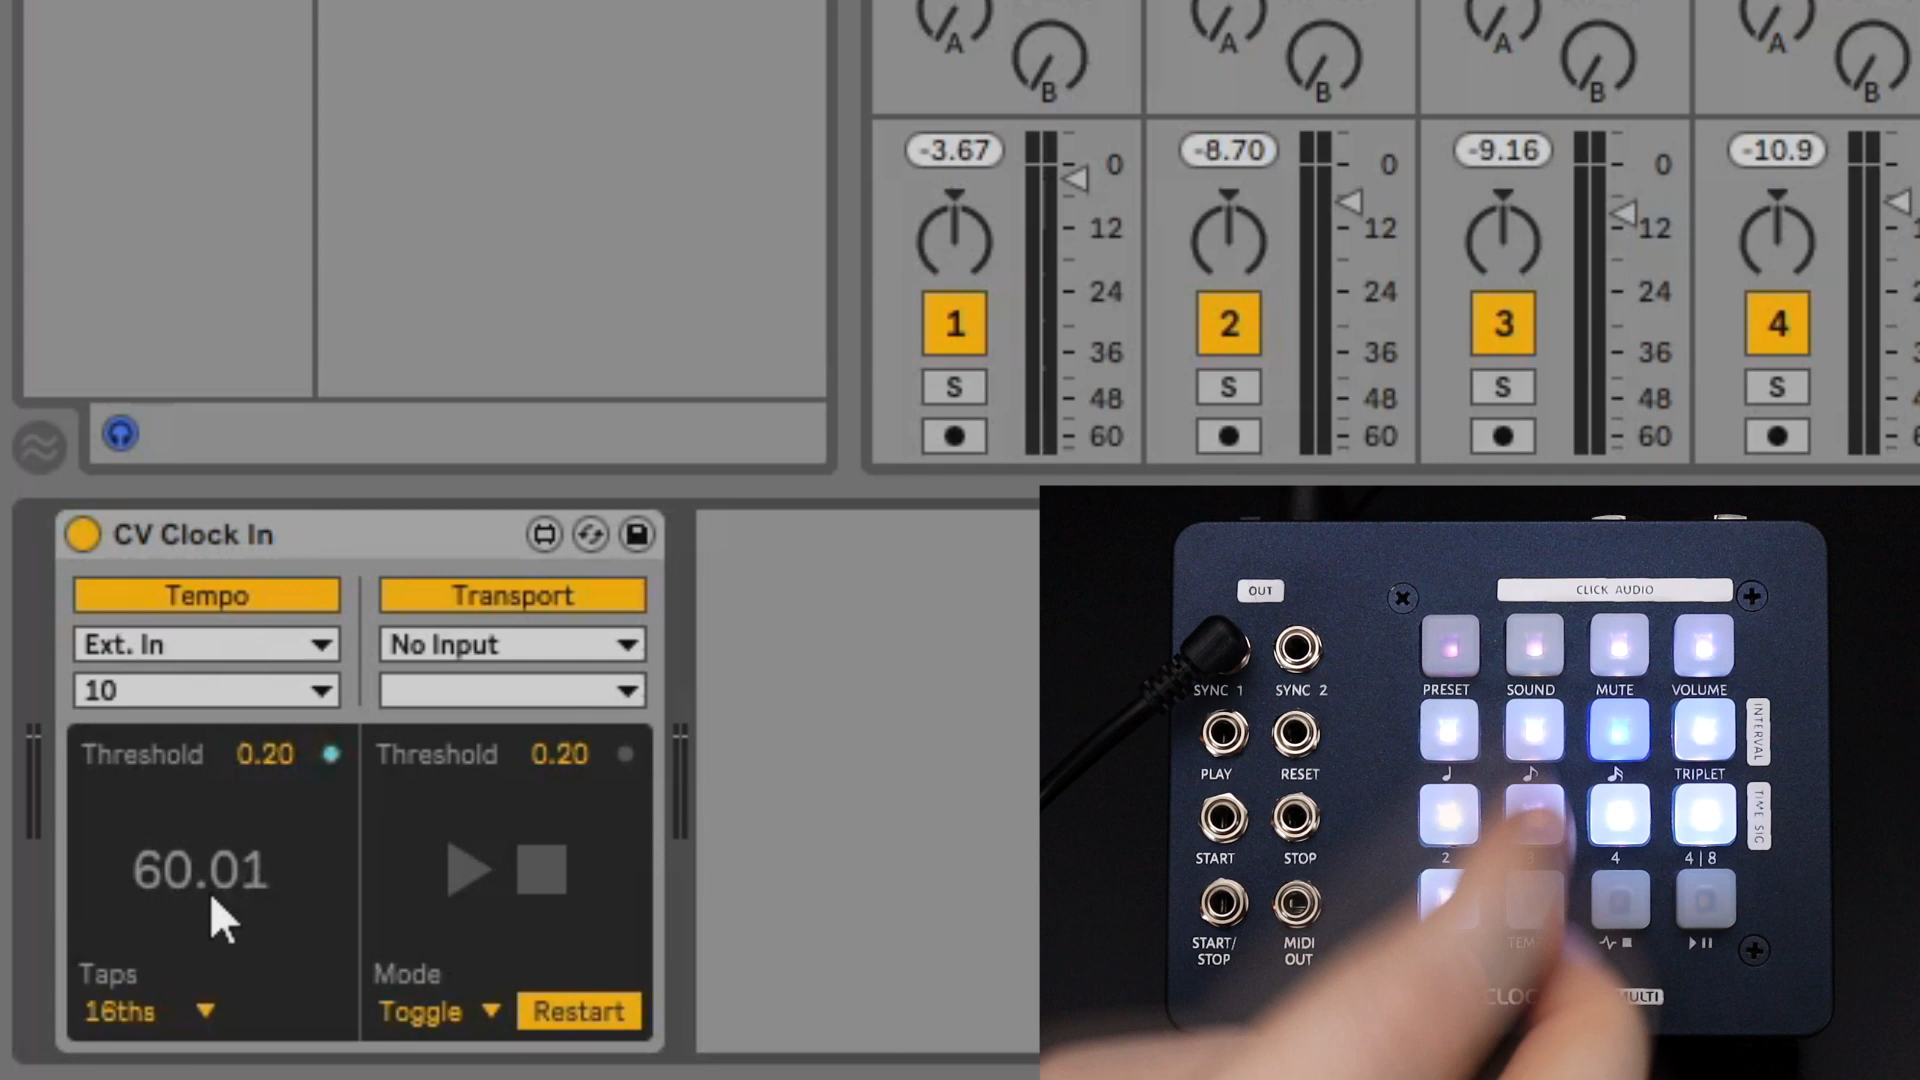 A
B
A
B
A
B
A
B
-3.67
0
12
24
36
48
60
1
S
-8.70
0
12
24
36
48
60
2
S
-9.16
0
12
24
36
48
60
3
S
-10.9
4
S
CV Clock In
Tempo
Transport
Ext. In
No Input
10
Threshold 0.20
Threshold 0.20
60.01
Taps
16ths
Mode
Toggle
Restart
OUT
CLICK AUDIO
SYNC 1
SYNC 2
PRESET
SOUND
MUTE
VOLUME
INTERVAL
PLAY
RESET
TRIPLET
TIME SIG
START
STOP
2
3
4
4|8
START/
STOP
MIDI
OUT